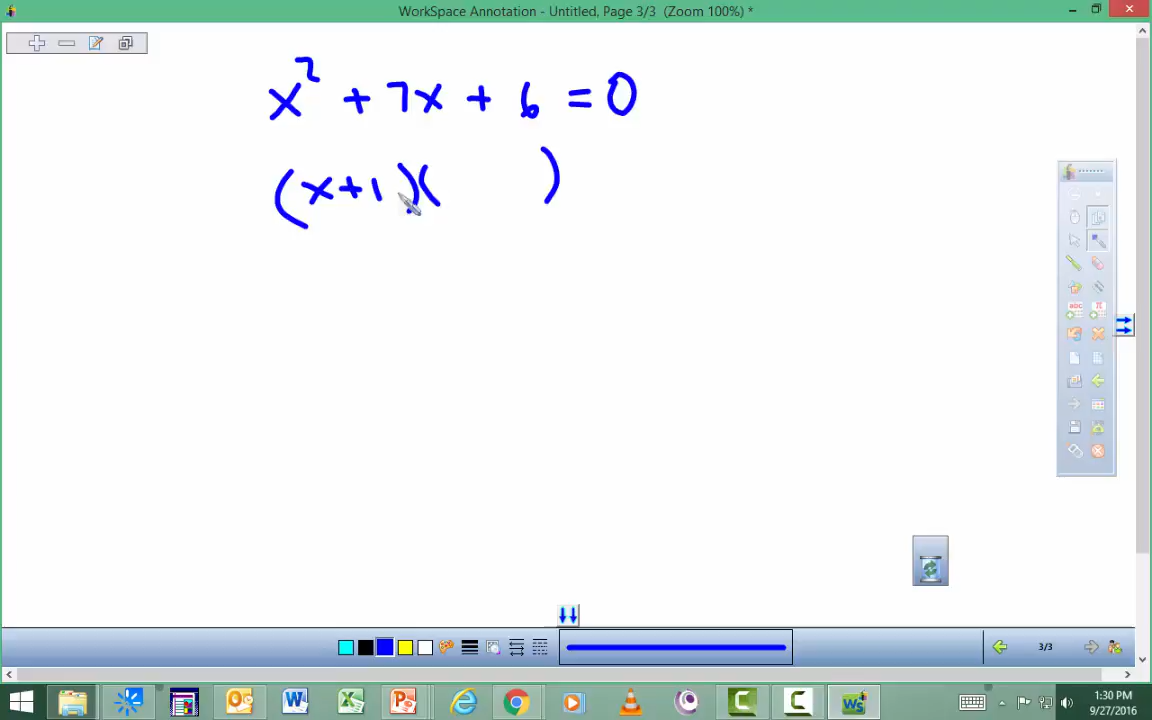 WorkSpace Annotation - Untitled, Page 3/3 (Zoom 100%) *
x² + 7x + 6 = 0
(x+1)( )
abc
π
3/3
1:30 PM
9/27/2016